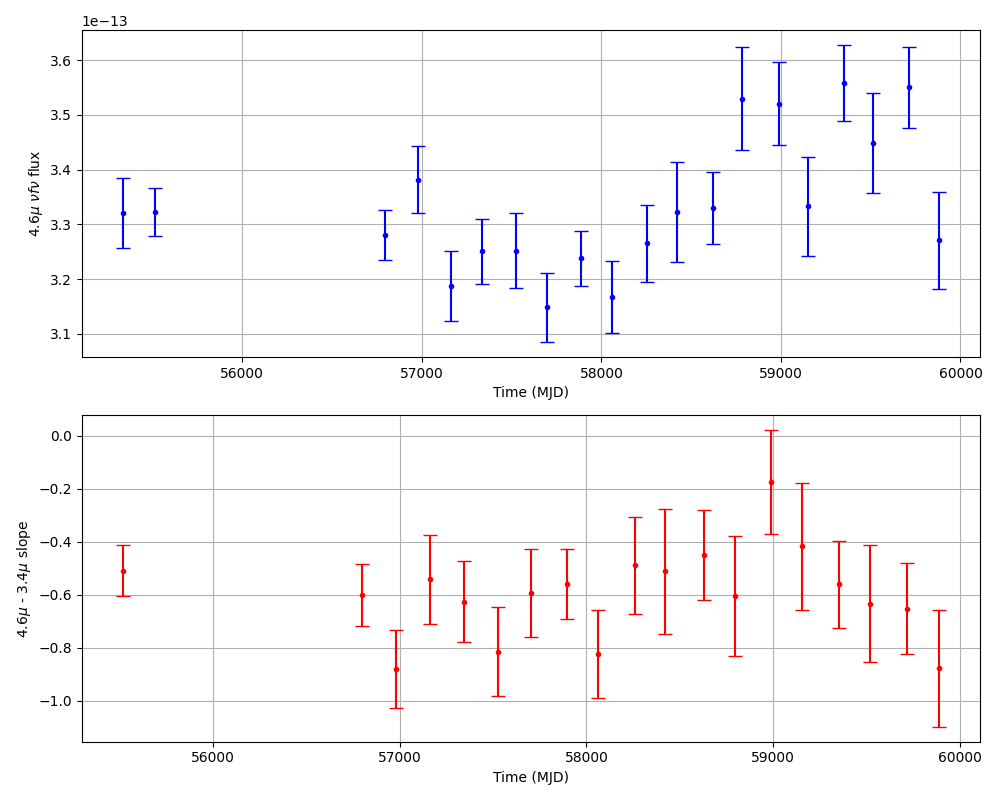 1e−13
3.6
3.5
3.4
3.3
3.2
3.1
4.6μ νfν flux
56000 57000 58000 59000 60000
Time (MJD)
0.0
−0.2
−0.4
−0.6
−0.8
−1.0
4.6μ - 3.4μ slope
56000 57000 58000 59000 60000
Time (MJD)